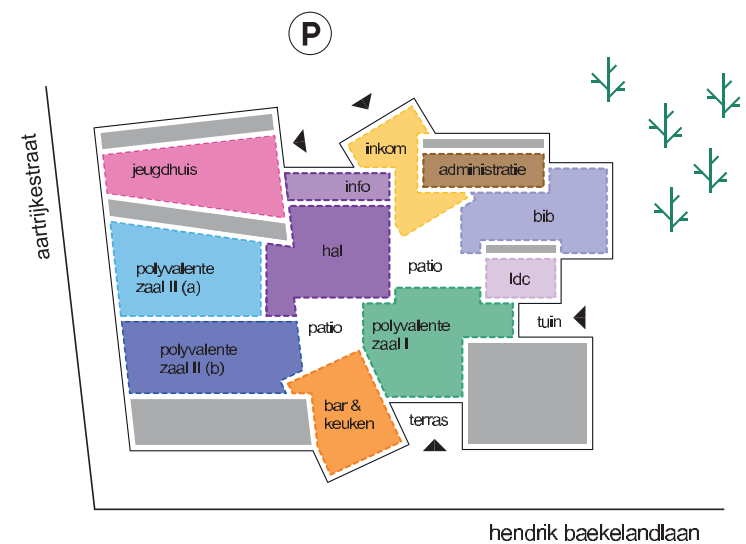 P
aartrijkestraat
inkom
jeugdhuis
administratie
info
bib
hal
patio
polyvalente
zaal II (a)
ldc
patio
polyvalente
zaal I
tuin
polyvalente
zaal II (b)
bar &
keuken
terras
hendrik baekelandlaan